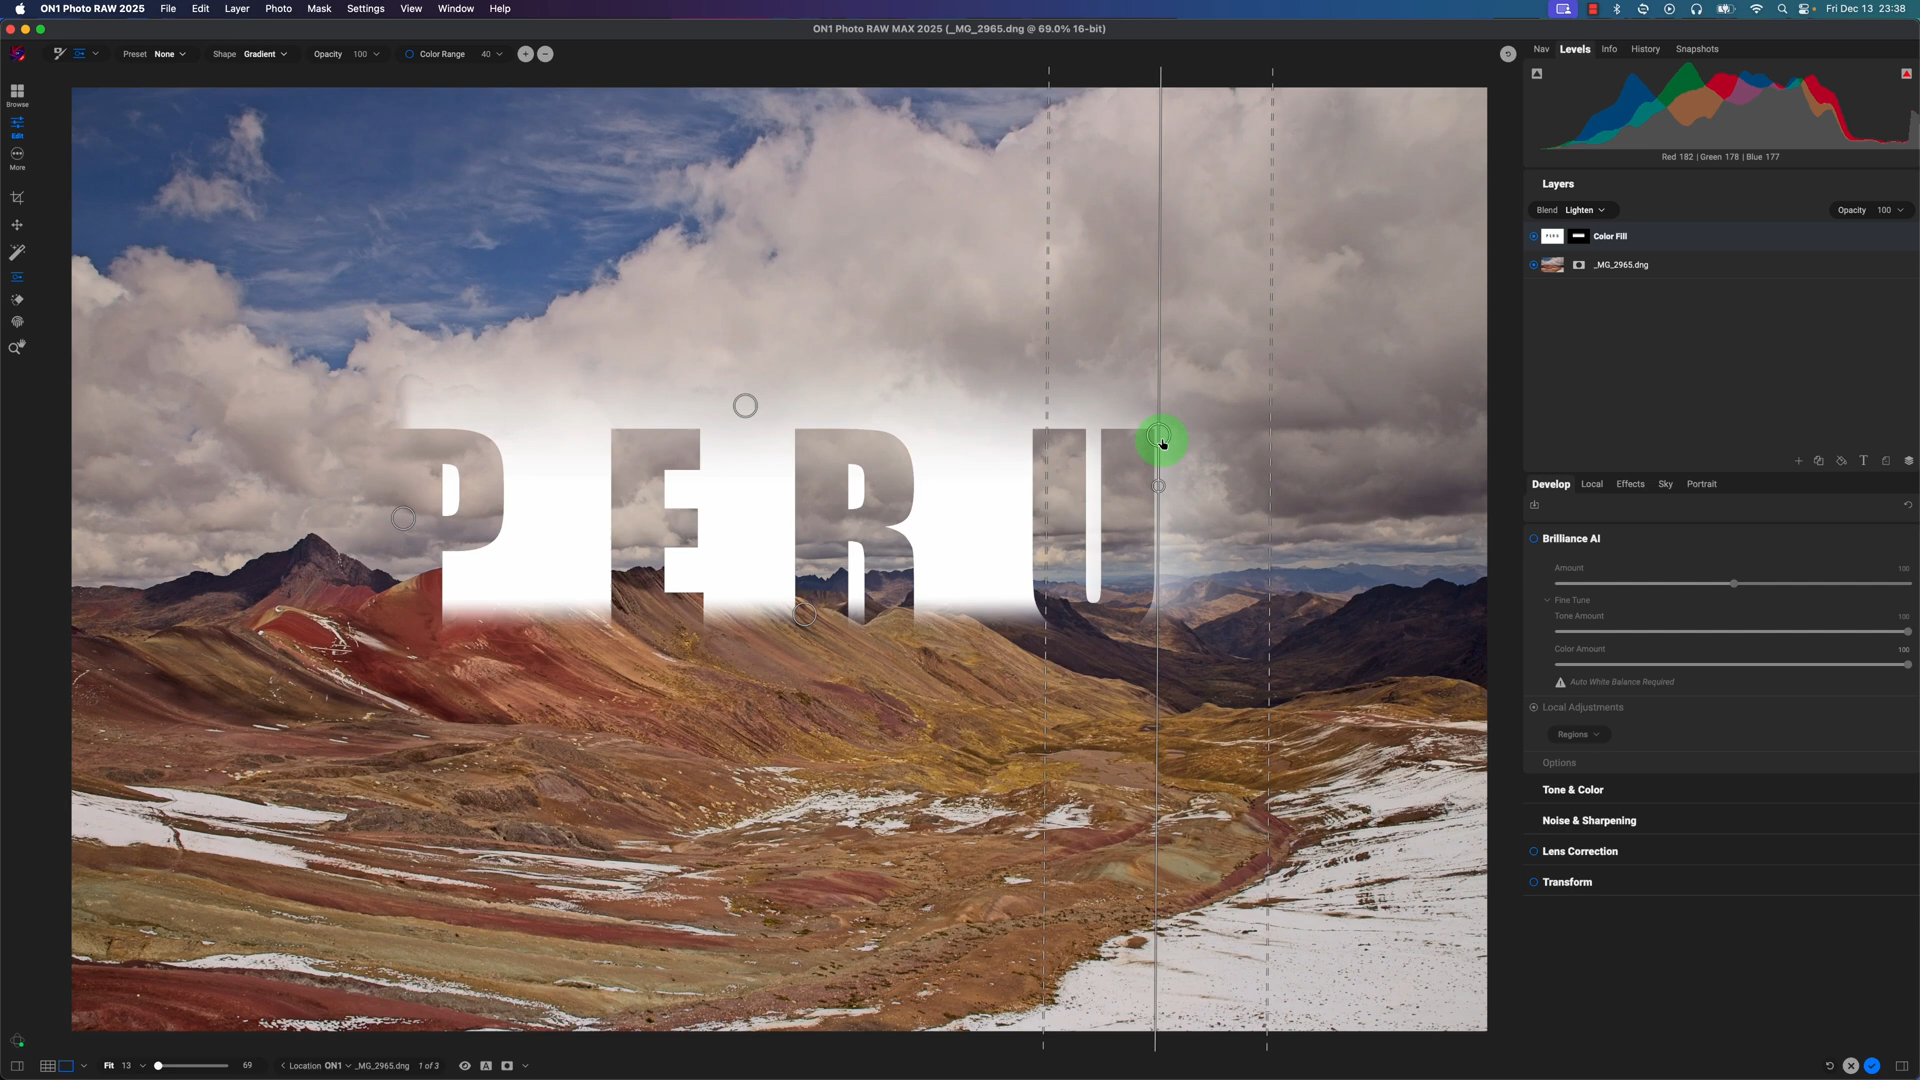 ON1 Photo RAW MAX 2025 File Edit Layer Photo Mask Settings View Window Help Fri Dec 13 23:38
ON1 Photo RAW MAX 2025 (_MG_2965.dng @ 69.0% 16-bit)
Preset None Shape Gradient Opacity 100 Color Range 40
Nav Levels Info History Snapshots
Browse
Edit
More
Red 182 | Green 178 | Blue 177
Layers
Blend Lighten Opacity 100
PERU Color Fill
_MG_2965.dng
PERU
Develop Local Effects Sky Portrait
Brilliance AI
Amount 100
Fine Tune
Tone Amount 100
Color Amount 100
Auto White Balance Required
Local Adjustments
Regions
Options
Tone & Color
Noise & Sharpening
Lens Correction
Transform
Fit 13 69 Location ON1 _MG_2965.dng 1 of 3